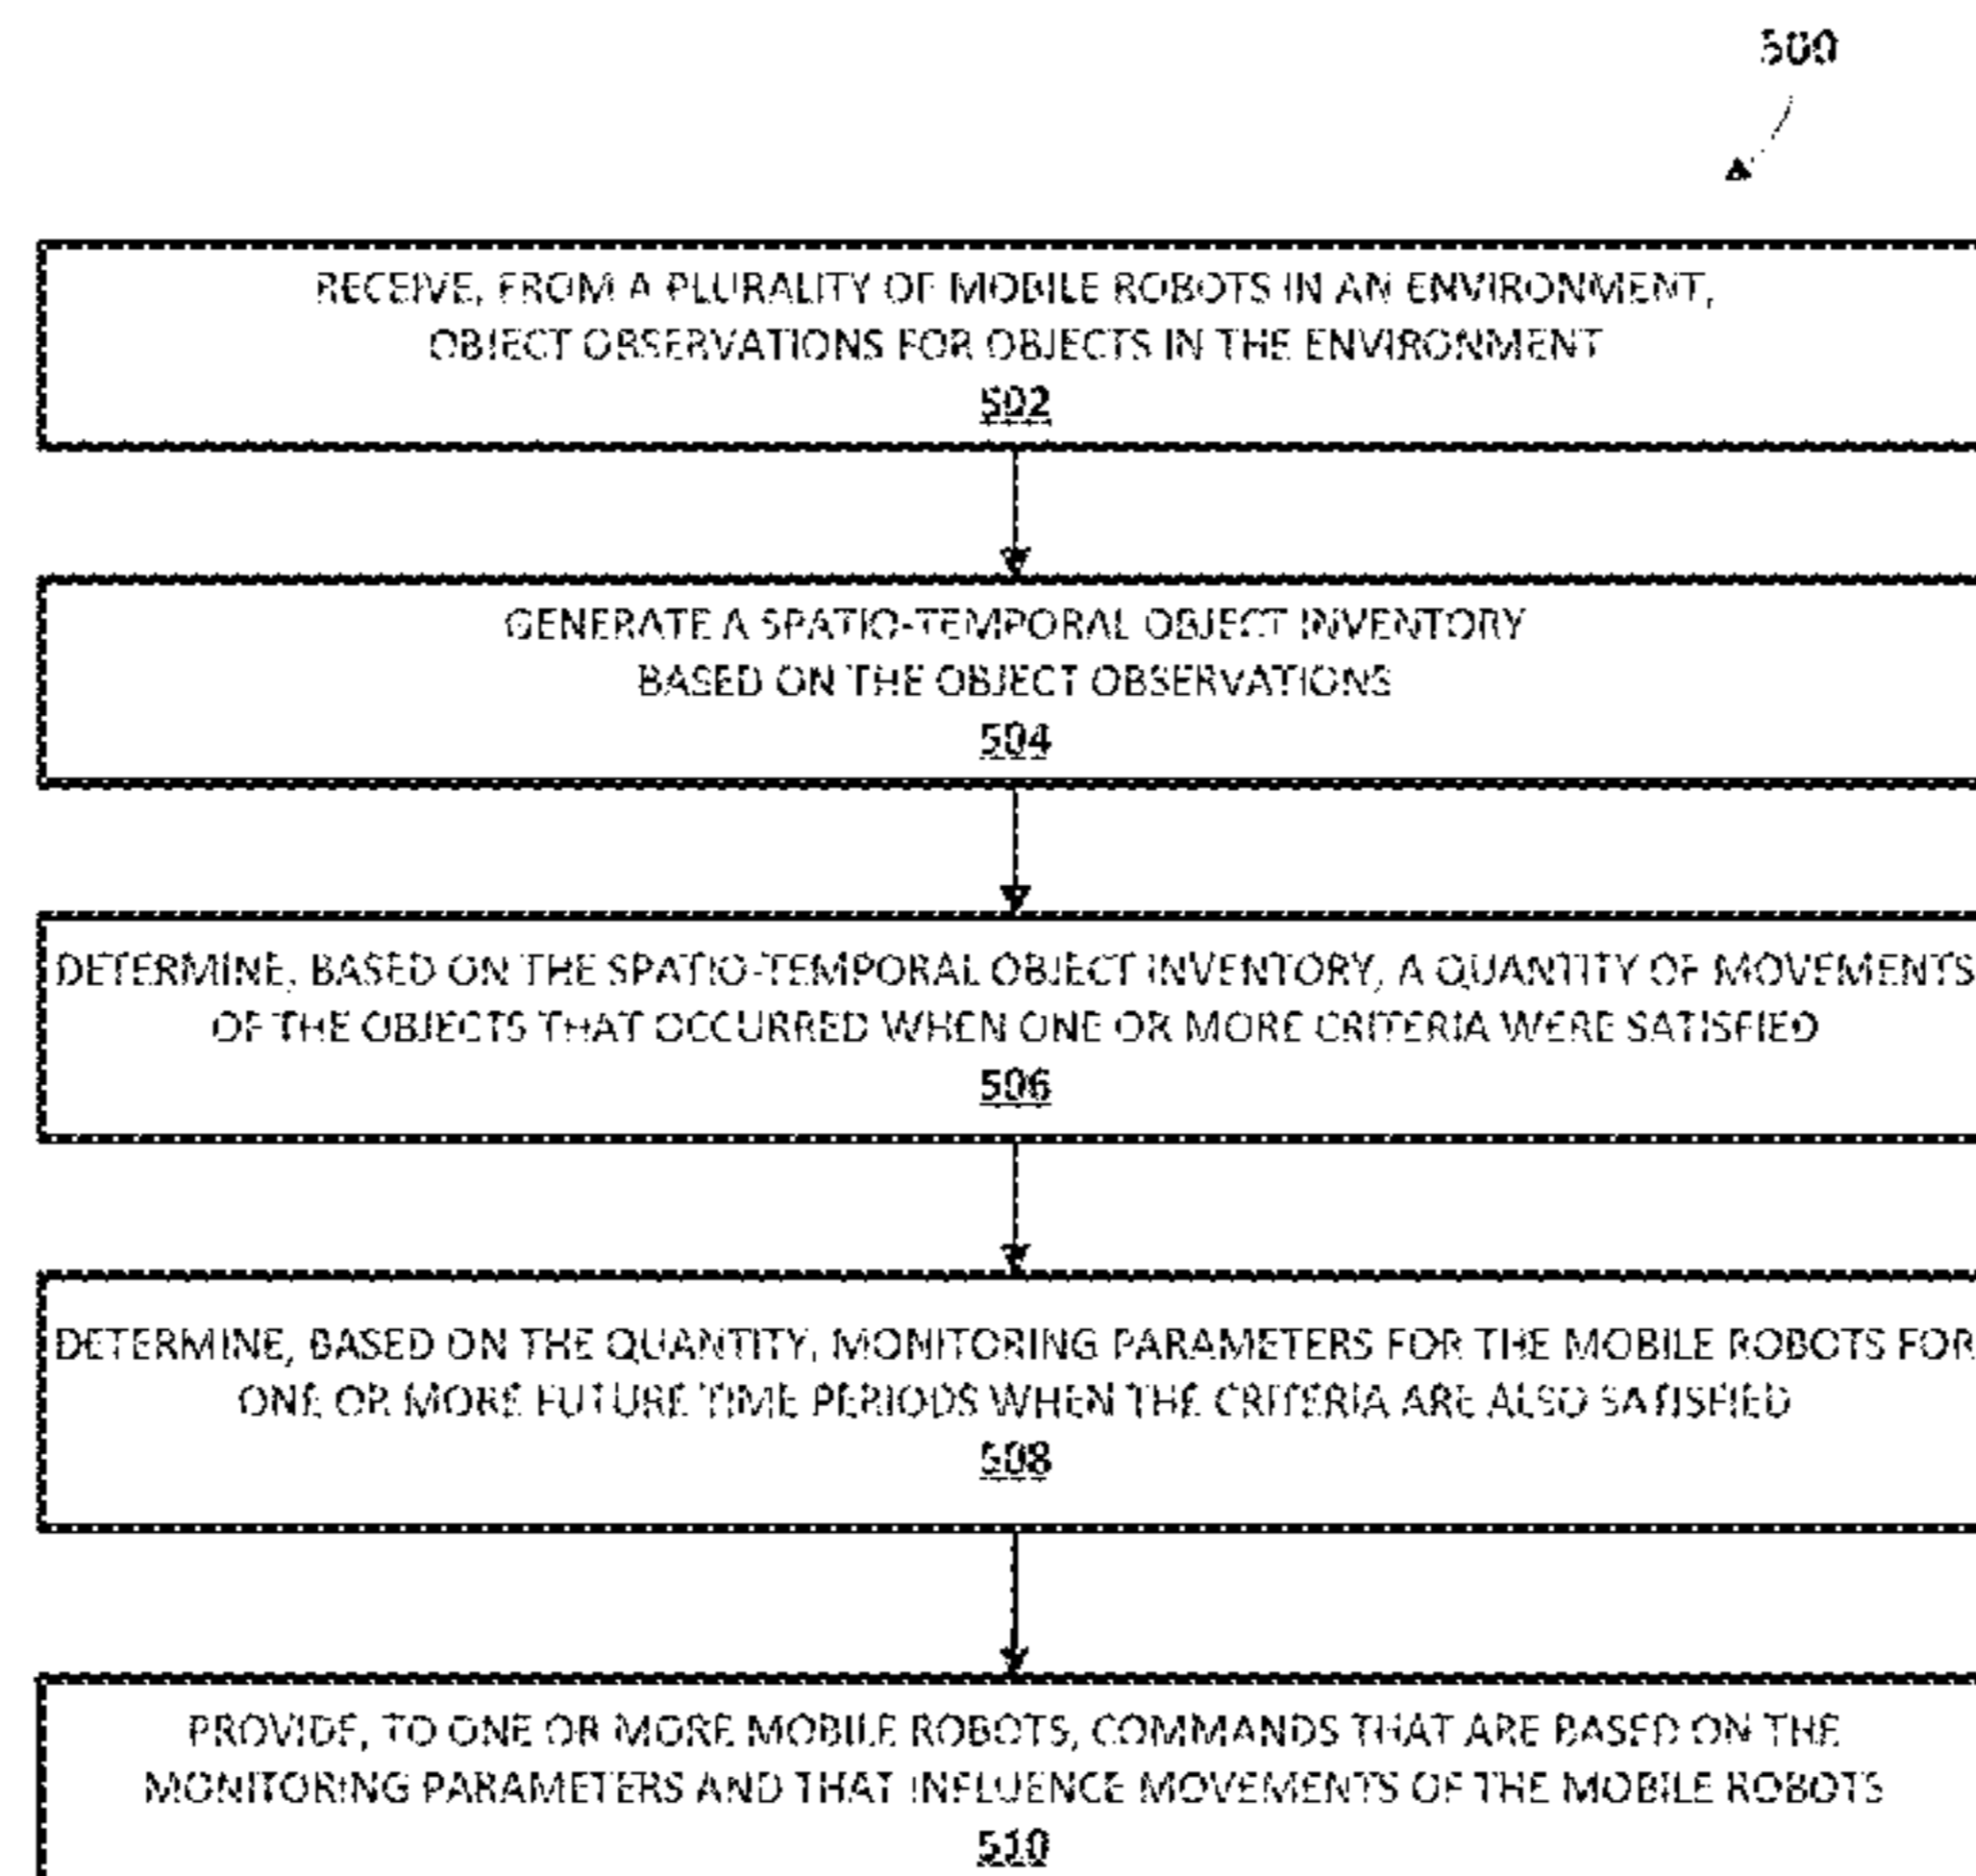 500
RECEIVE, FROM A PLURALITY OF MOBILE ROBOTS IN AN ENVIRONMENT,
OBJECT OBSERVATIONS FOR OBJECTS IN THE ENVIRONMENT
502
GENERATE A SPATIO-TEMPORAL OBJECT INVENTORY
BASED ON THE OBJECT OBSERVATIONS
504
DETERMINE, BASED ON THE SPATIO-TEMPORAL OBJECT INVENTORY, A QUANTITY OF MOVEMENTS
OF THE OBJECTS THAT OCCURRED WHEN ONE OR MORE CRITERIA WERE SATISFIED
506
DETERMINE, BASED ON THE QUANTITY, MONITORING PARAMETERS FOR THE MOBILE ROBOTS FOR
ONE OR MORE FUTURE TIME PERIODS WHEN THE CRITERIA ARE ALSO SATISFIED
508
PROVIDE, TO ONE OR MORE MOBILE ROBOTS, COMMANDS THAT ARE BASED ON THE
MONITORING PARAMETERS AND THAT INFLUENCE MOVEMENTS OF THE MOBILE ROBOTS
510